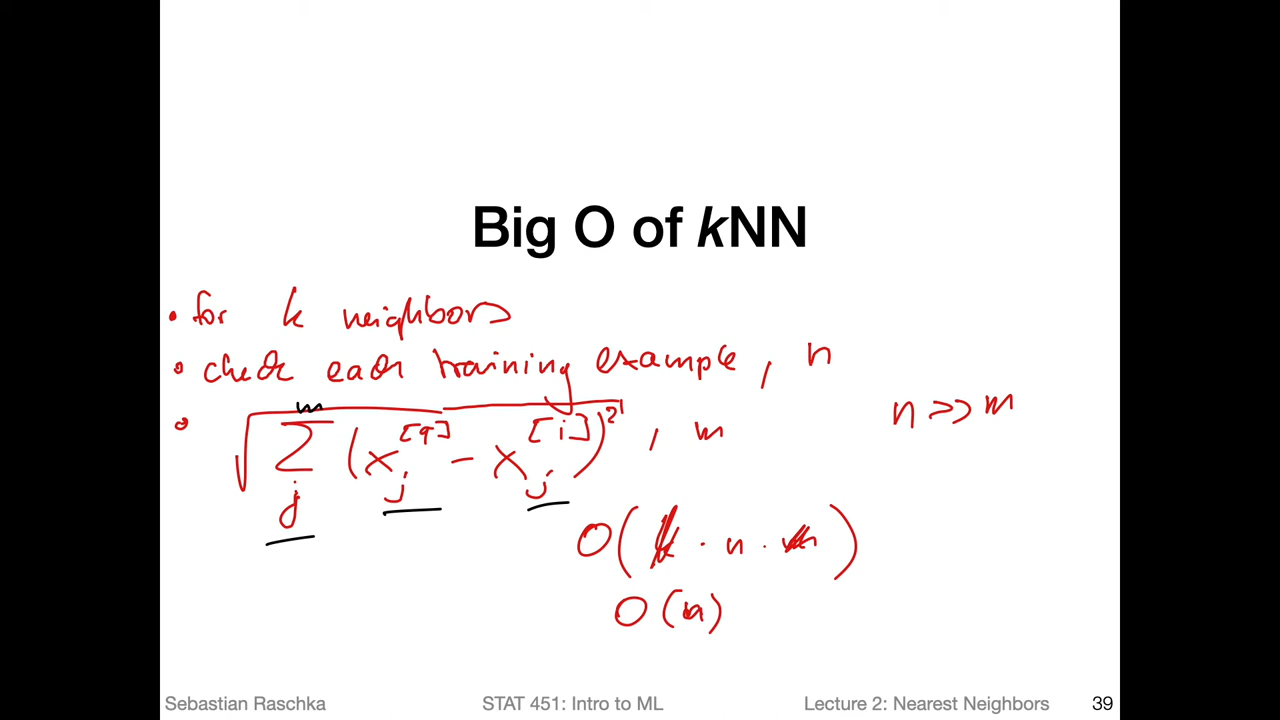 Big O of kNN
• for k neighbors
• check each training example, n
• √(∑_j^m (x_j^[q] - x_j^[i])^2), m
n >> m
O(k · n · m)
O(n)
Sebastian Raschka STAT 451: Intro to ML Lecture 2: Nearest Neighbors 39